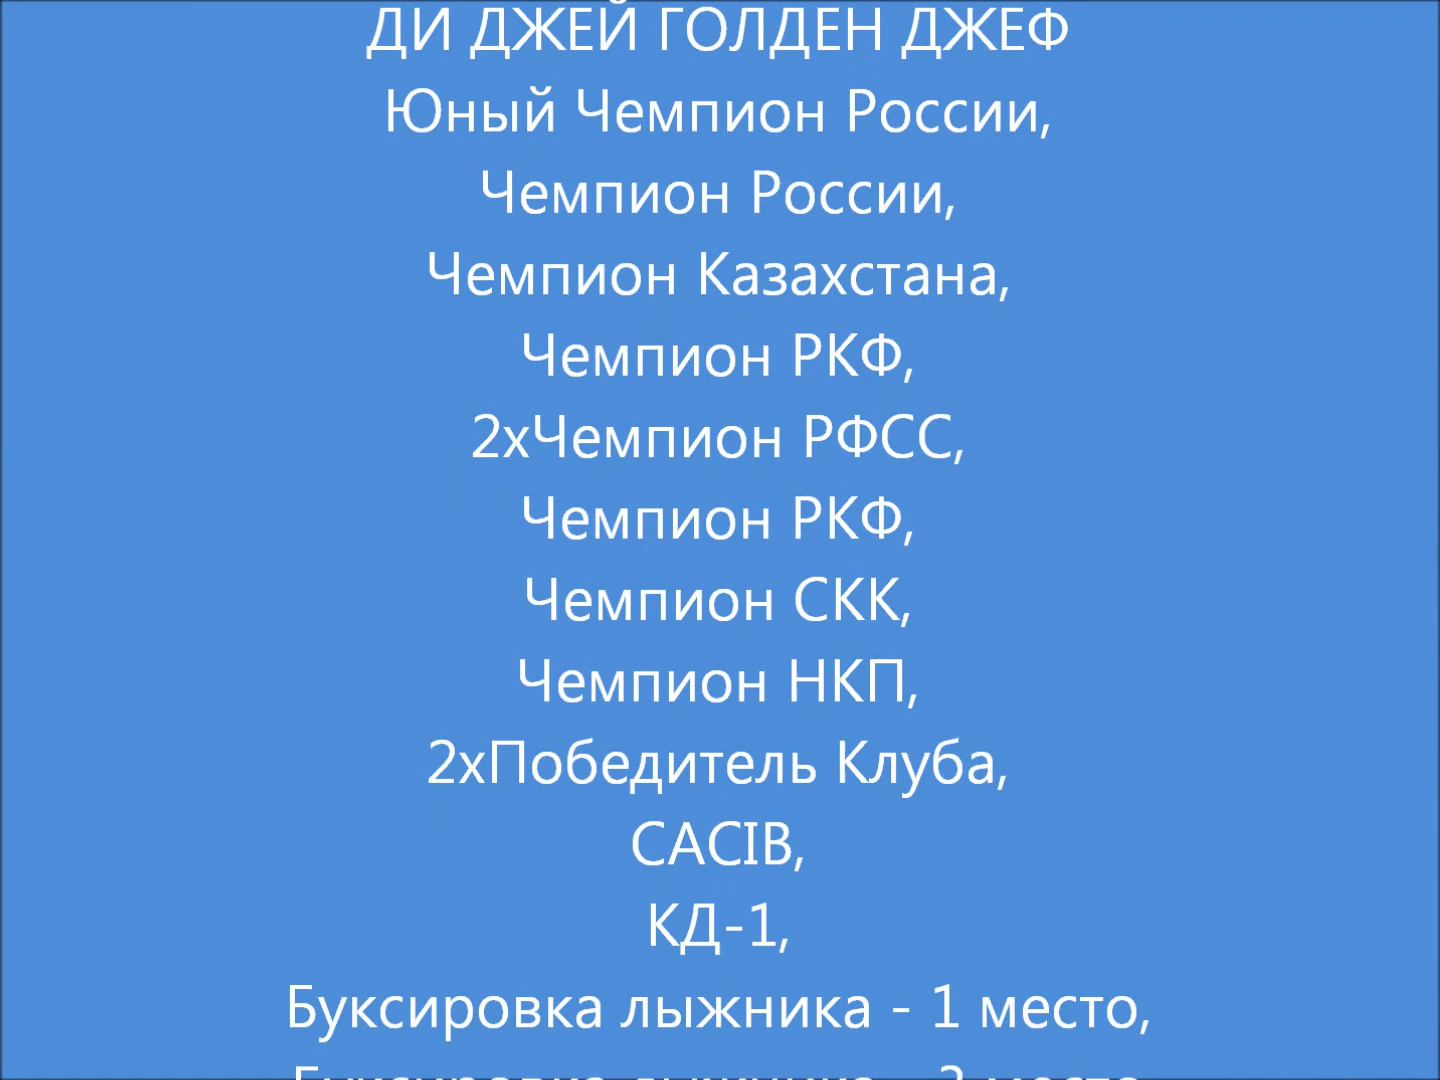 ДИ ДЖЕЙ ГОЛДЕН ДЖЕФ
Юный Чемпион России,
Чемпион России,
Чемпион Казахстана,
Чемпион РКФ,
2хЧемпион РФСС,
Чемпион РКФ,
Чемпион СКК,
Чемпион НКП,
2хПобедитель Клуба,
CACIB,
КД-1,
Буксировка лыжника - 1 место,